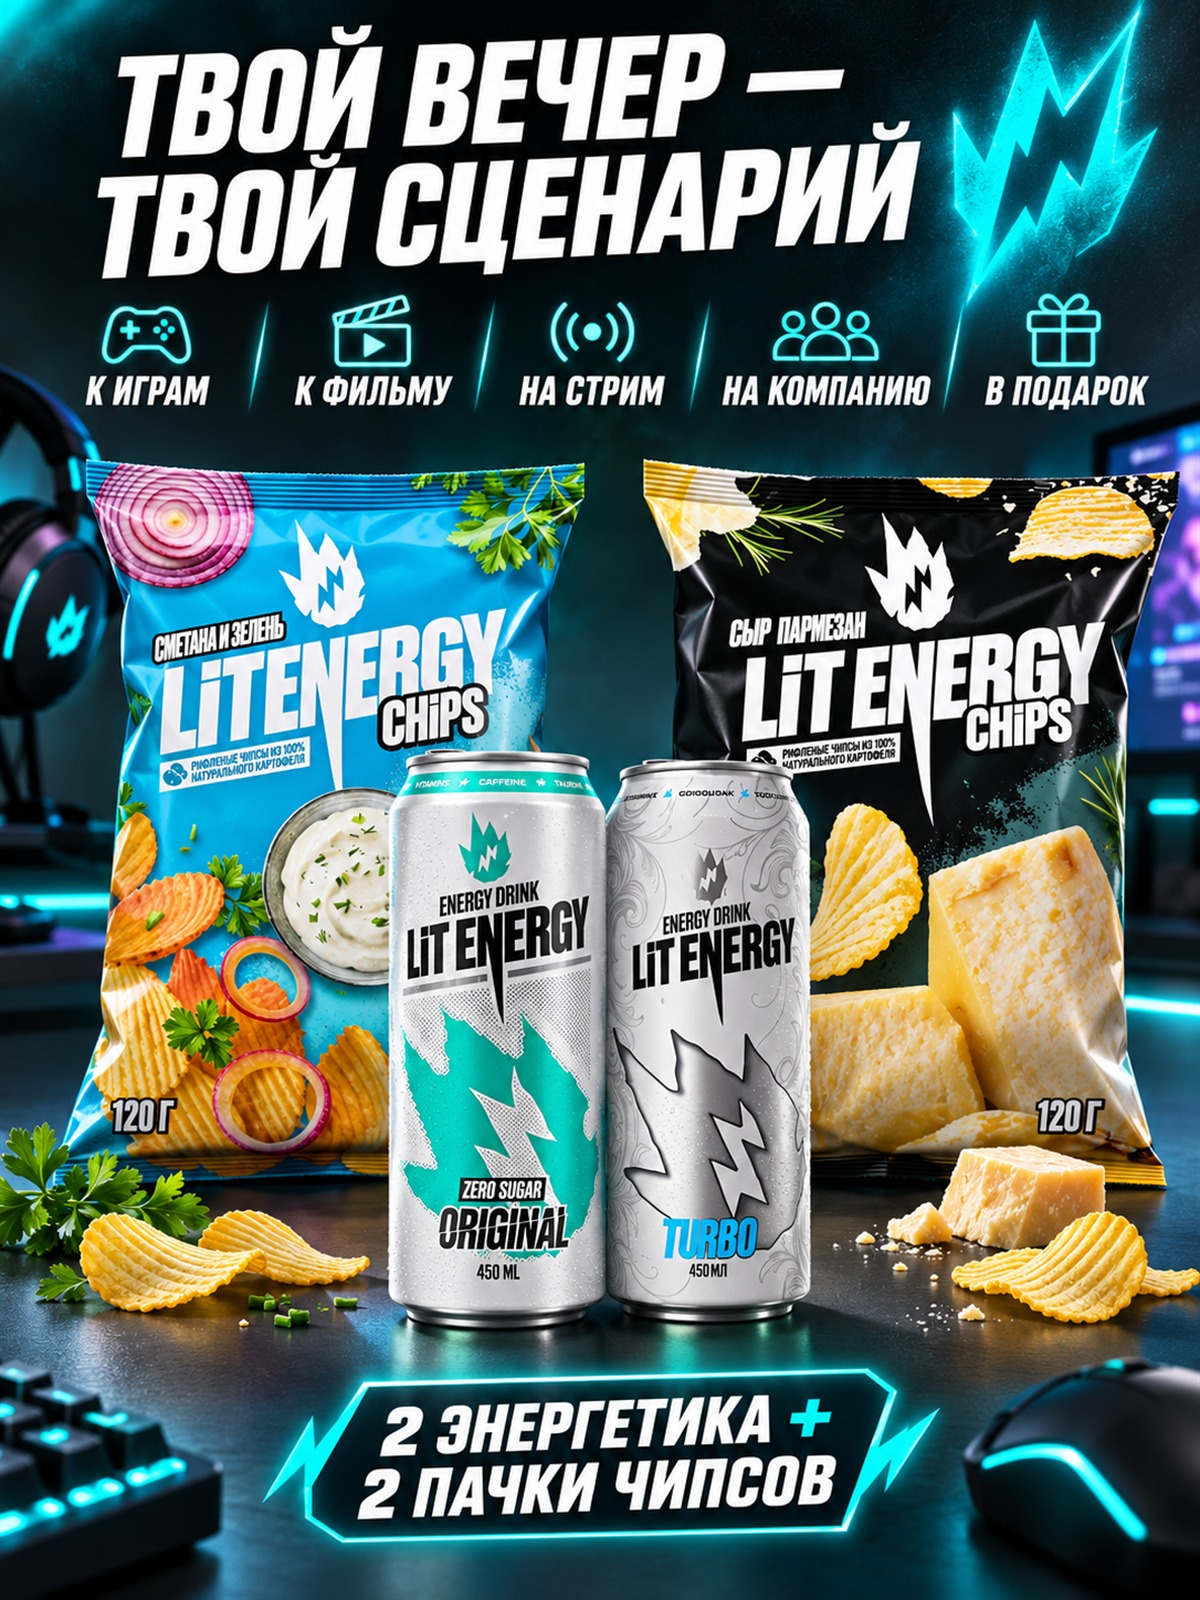 ТВОЙ ВЕЧЕР —
ТВОЙ СЦЕНАРИЙ
К ИГРАМ
К ФИЛЬМУ
НА СТРИМ
НА КОМПАНИЮ
В ПОДАРОК
СМЕТАНА И ЗЕЛЕНЬ
LiTENERGY
CHiPS
РИФЛЕНЫЕ ЧИПСЫ ИЗ 100%
НАТУРАЛЬНОГО КАРТОФЕЛЯ
120 Г
СЫР ПАРМЕЗАН
LiT ENERGY
CHiPS
РИФЛЕНЫЕ ЧИПСЫ ИЗ 100%
НАТУРАЛЬНОГО КАРТОФЕЛЯ
120 Г
CAFFEINE
ENERGY DRINK
LiT ENERGY
ZERO SUGAR
ORIGINAL
450 ML
ENERGY DRINK
LiT ENERGY
TURBO
450 МЛ
2 ЭНЕРГЕТИКА +
2 ПАЧКИ ЧИПСОВ